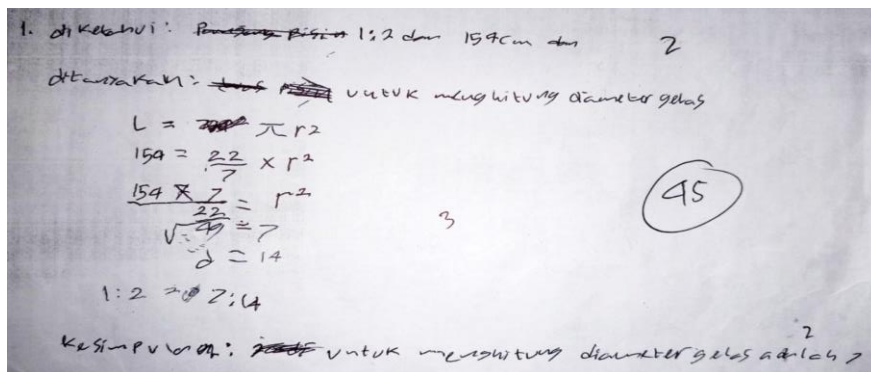 1. diketahui: 1:2 dan 154cm dan 2
ditanyakan: untuk menghitung diameter gelas
L = π r2
154 = 22/7 × r²
154 × 7 / 22 = r²
√49 = 7
d = 14
3
45
1:2 = 7:14
2
Kesimpulan: untuk menghitung diameter gelas adalah 7